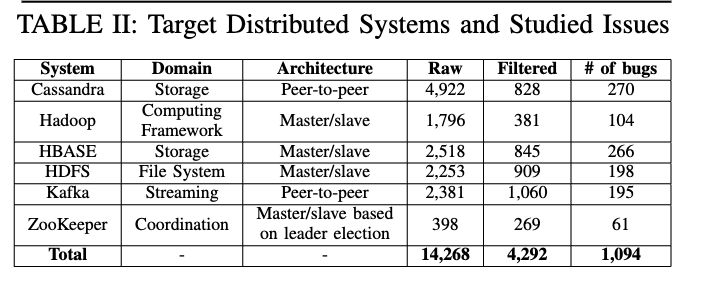 TABLE II: Target Distributed Systems and Studied Issues
System Domain Architecture Raw Filtered # of bugs
Cassandra Storage Peer-to-peer 4,922 828 270
Hadoop Computing Framework Master/slave 1,796 381 104
HBASE Storage Master/slave 2,518 845 266
HDFS File System Master/slave 2,253 909 198
Kafka Streaming Peer-to-peer 2,381 1,060 195
ZooKeeper Coordination Master/slave based on leader election 398 269 61
Total - - 14,268 4,292 1,094